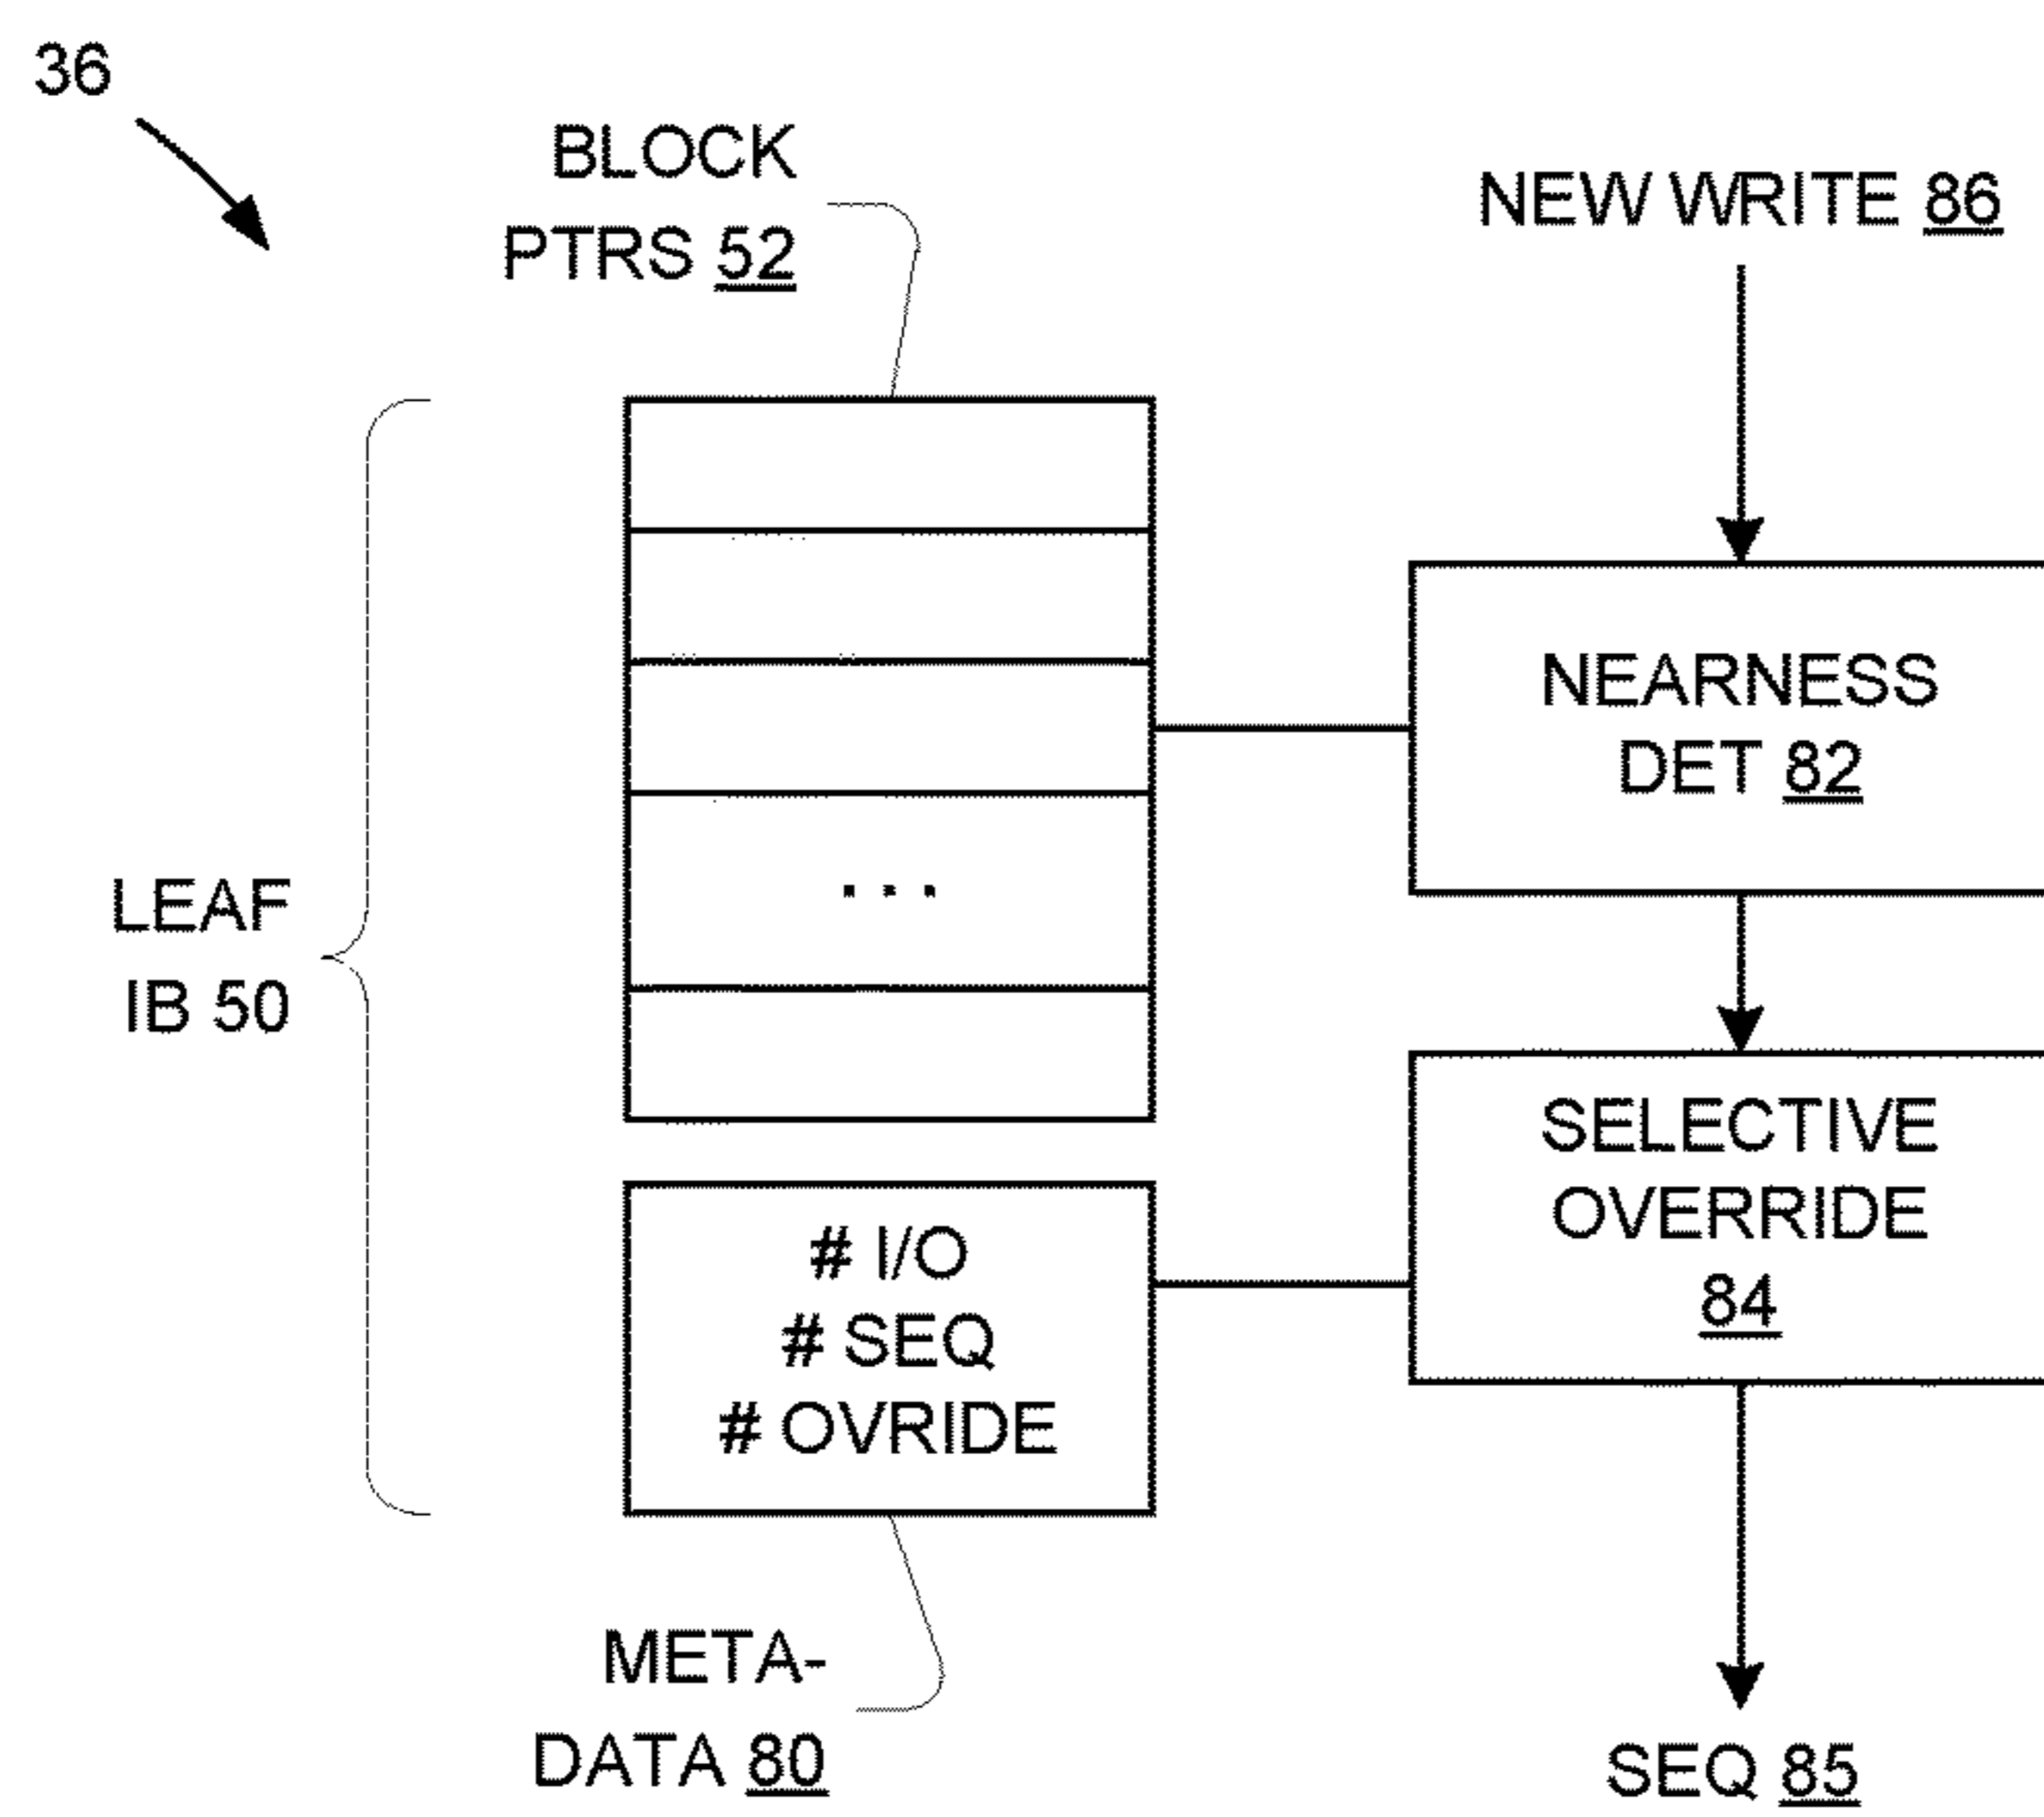 36
BLOCK
PTRS 52
NEW WRITE 86
NEARNESS
DET 82
LEAF
IB 50
...
SELECTIVE
OVERRIDE
84
# I/O
# SEQ
# OVRIDE
META-
DATA 80
SEQ 85